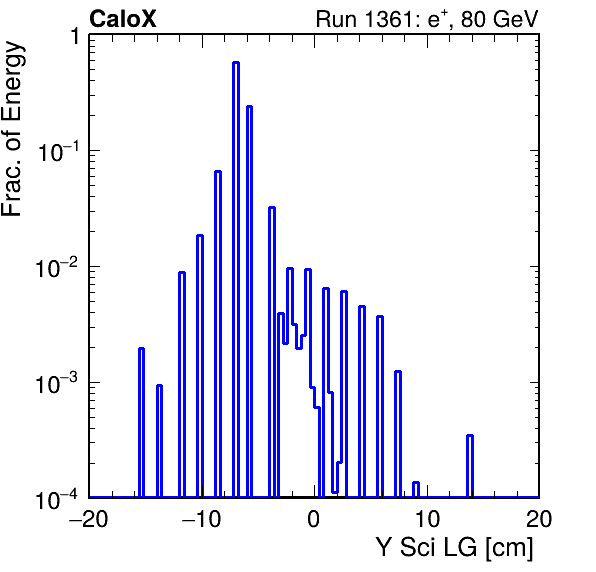 CaloX Run 1361: e⁺, 80 GeV
Frac. of Energy
1
10⁻¹
10⁻²
10⁻³
10⁻⁴
−20 −10 0 10 20
Y Sci LG [cm]